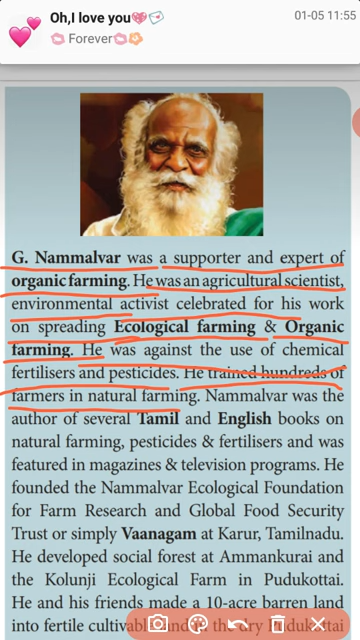 Oh,I love you💘💌
01-05 11:55
🫦 Forever🫦🌼
G. Nammalvar was a supporter and expert of
organic farming. He was an agricultural scientist,
environmental activist celebrated for his work
on spreading Ecological farming & Organic
farming. He was against the use of chemical
fertilisers and pesticides. He trained hundreds of
farmers in natural farming. Nammalvar was the
author of several Tamil and English books on
natural farming, pesticides & fertilisers and was
featured in magazines & television programs. He
founded the Nammalvar Ecological Foundation
for Farm Research and Global Food Security
Trust or simply Vaanagam at Karur, Tamilnadu.
He developed social forest at Ammankurai and
the Kolunji Ecological Farm in Pudukottai.
He and his friends made a 10-acre barren land
into fertile